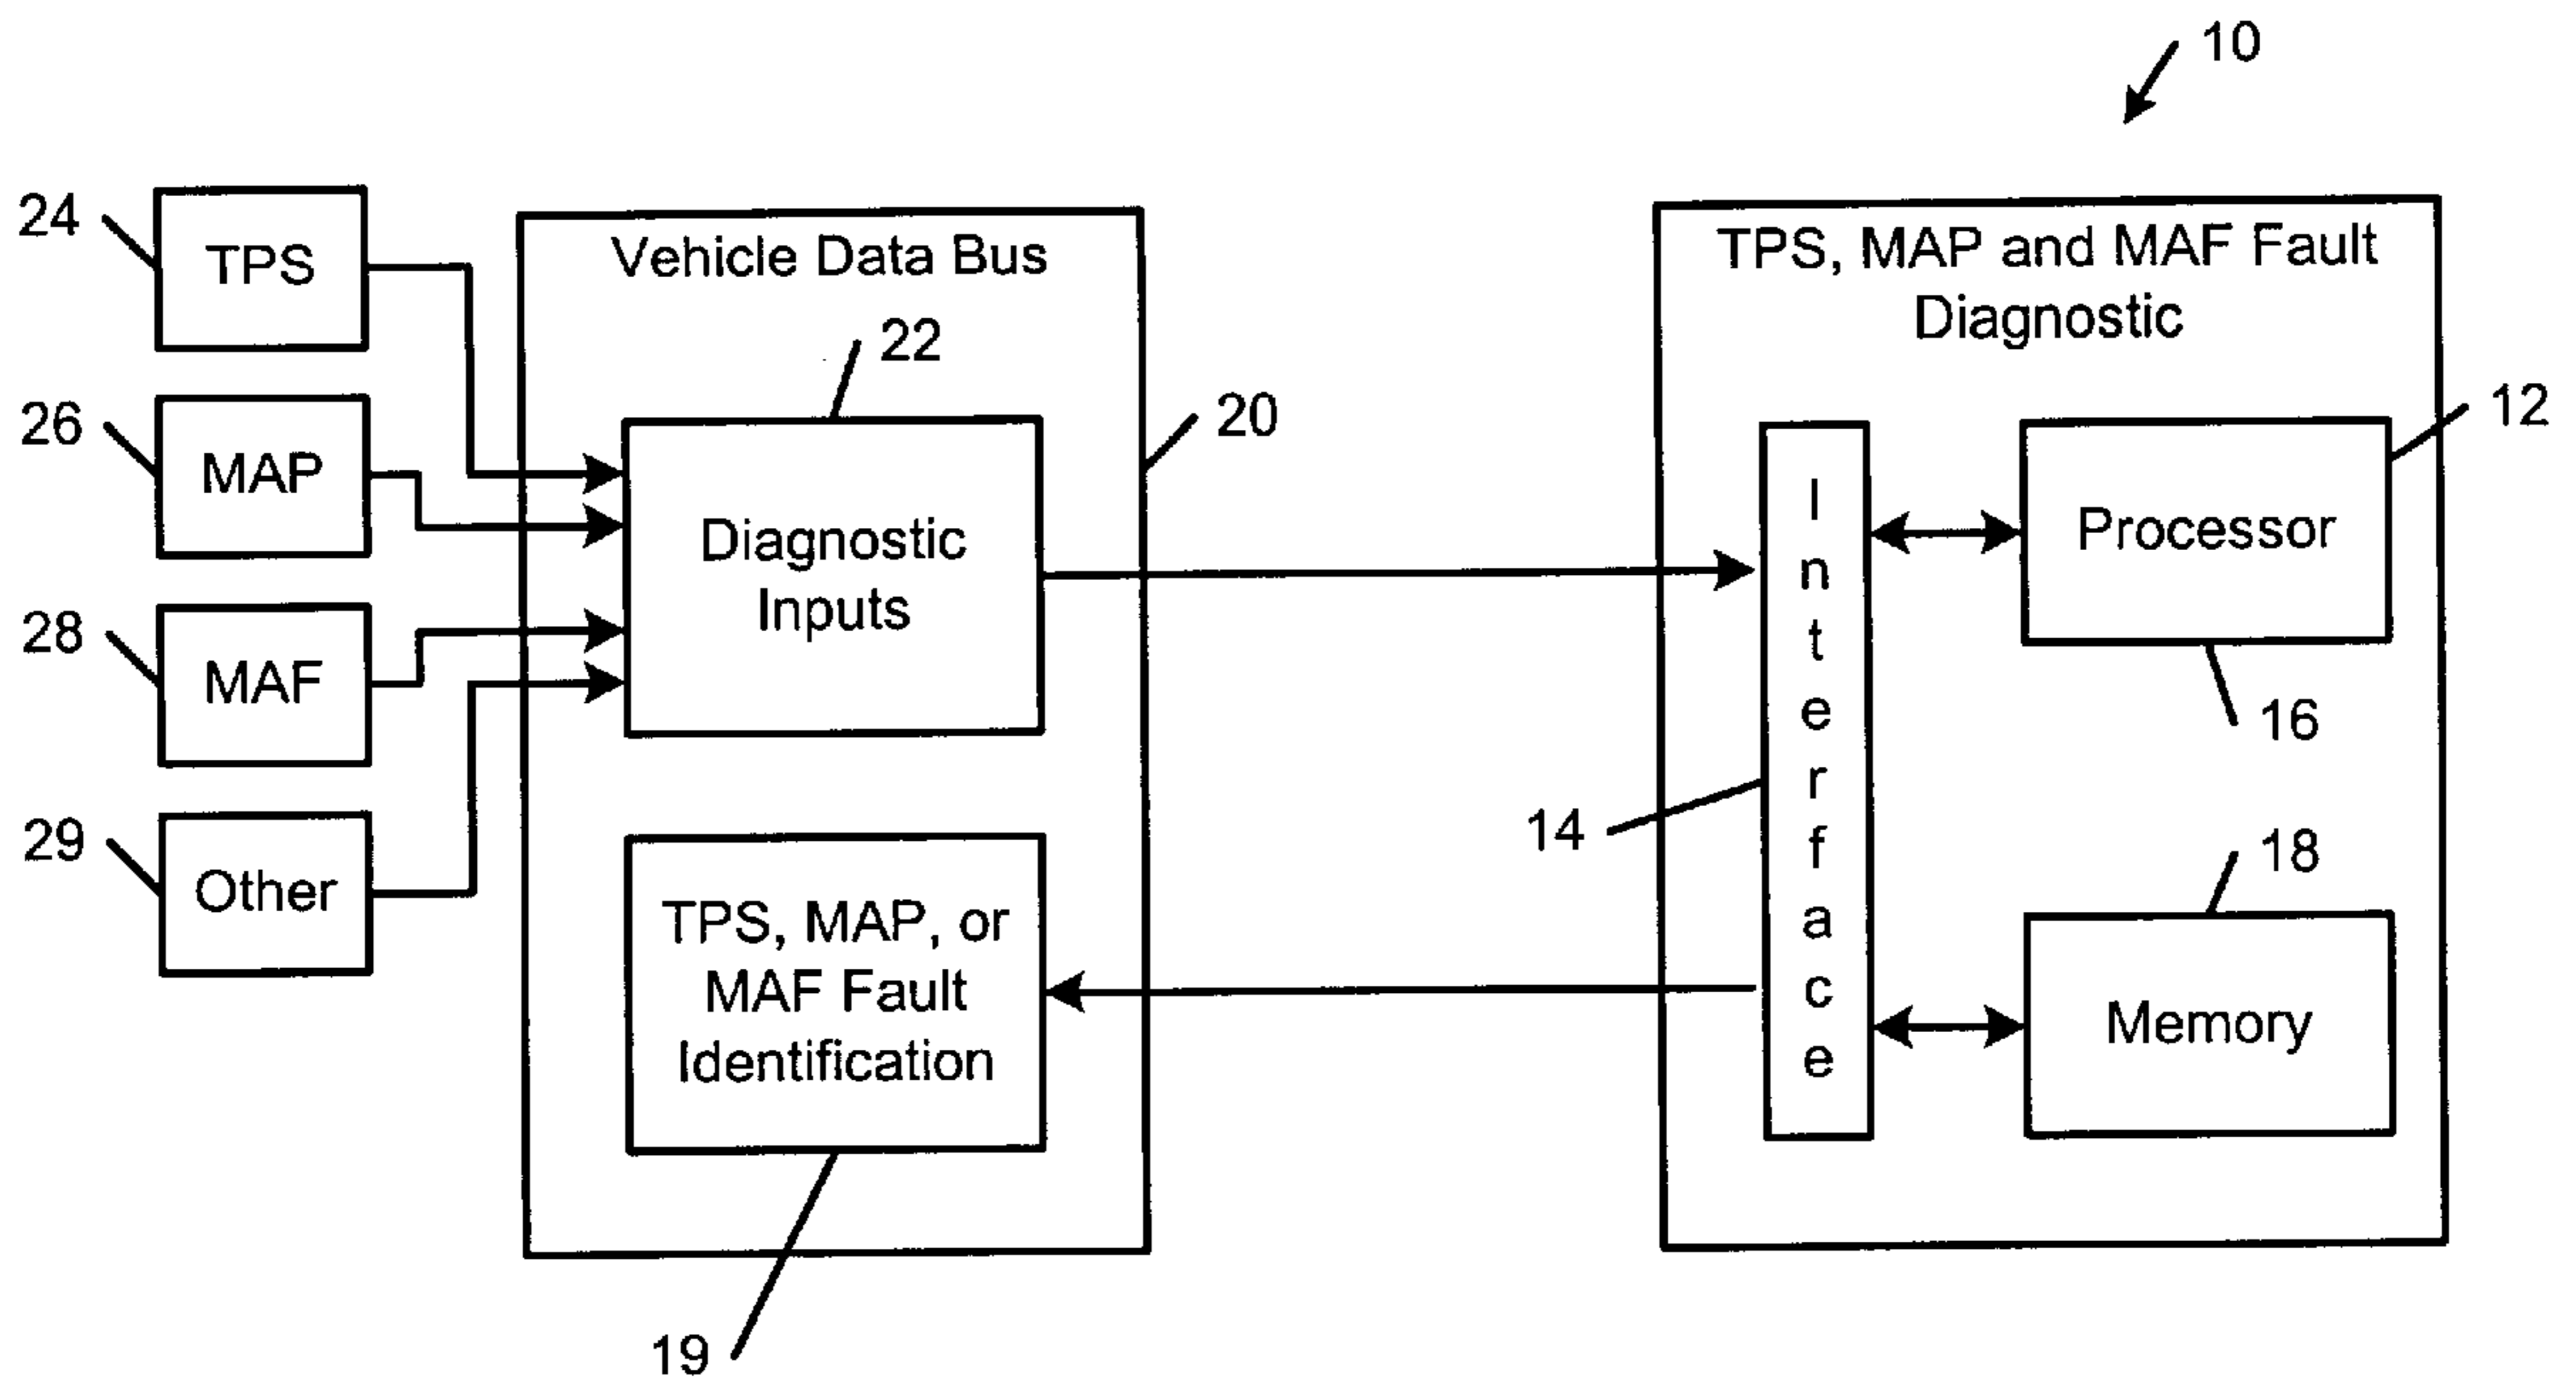 10
24
TPS
26
MAP
28
MAF
29
Other
Vehicle Data Bus
22
20
Diagnostic
Inputs
TPS, MAP, or
MAF Fault
Identification
19
TPS, MAP and MAF Fault
Diagnostic
Interface
14
12
Processor
16
18
Memory